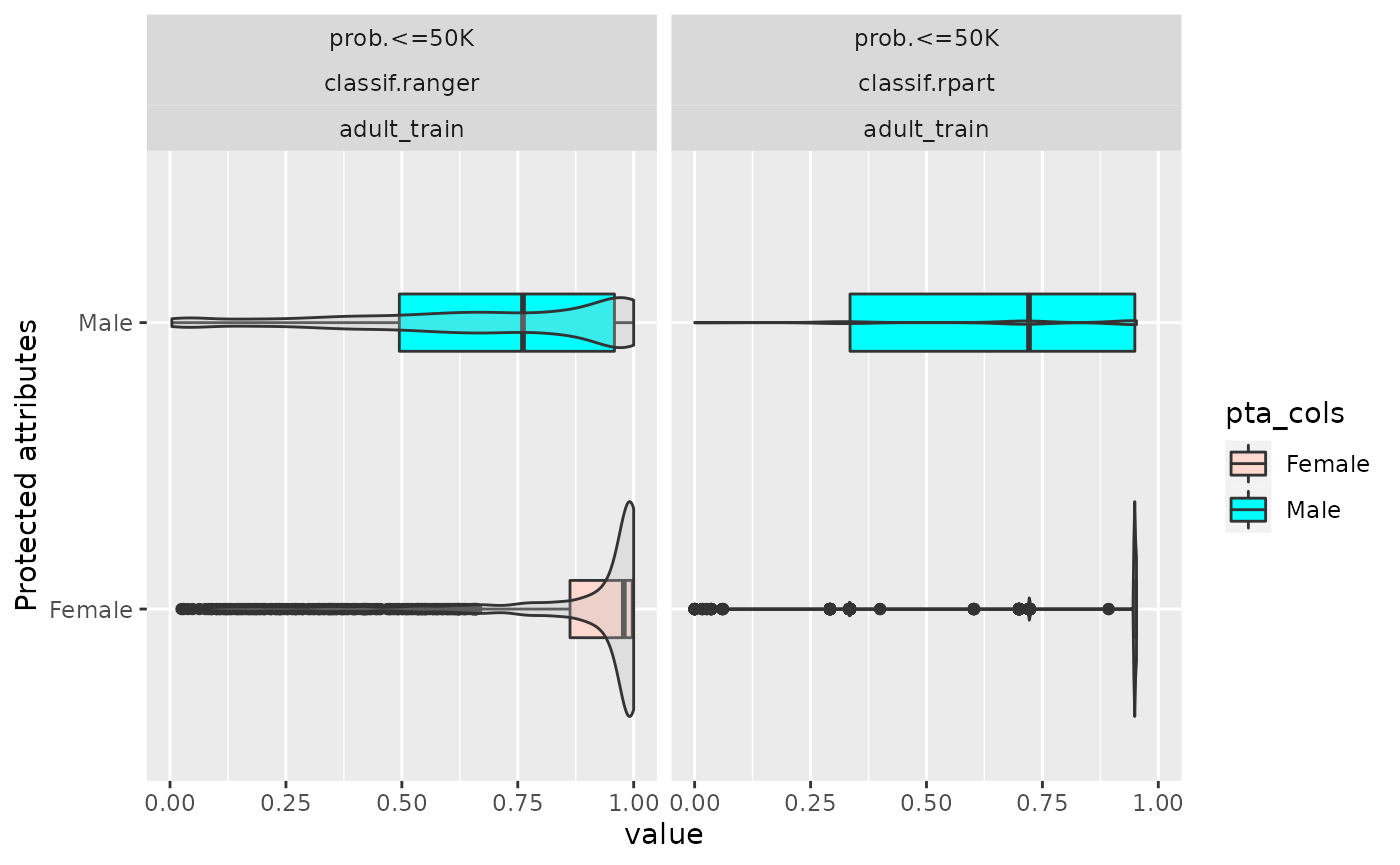 prob.<=50K
prob.<=50K
classif.ranger
classif.rpart
adult_train
adult_train
Protected attributes
Male
Female
pta_cols
Female
Male
0.00 0.25 0.50 0.75 1.00
0.00 0.25 0.50 0.75 1.00
value